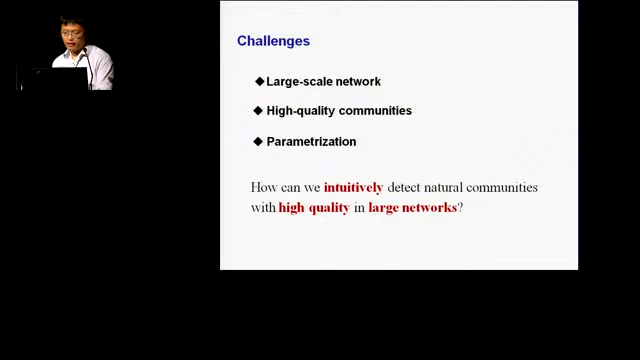 Challenges
◆ Large-scale network
◆ High-quality communities
◆ Parametrization
How can we intuitively detect natural communities
with high quality in large networks?